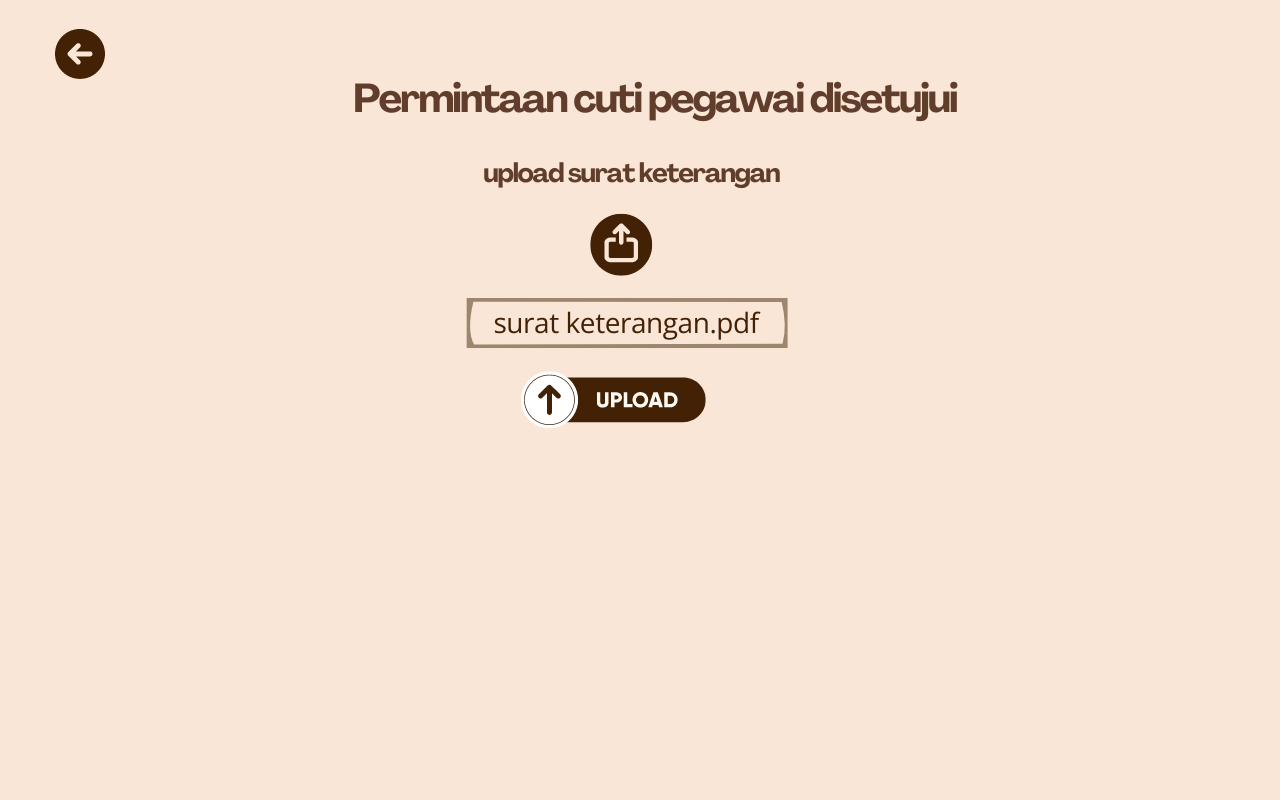 Permintaan cuti pegawai disetujui
upload surat keterangan
surat keterangan.pdf
UPLOAD